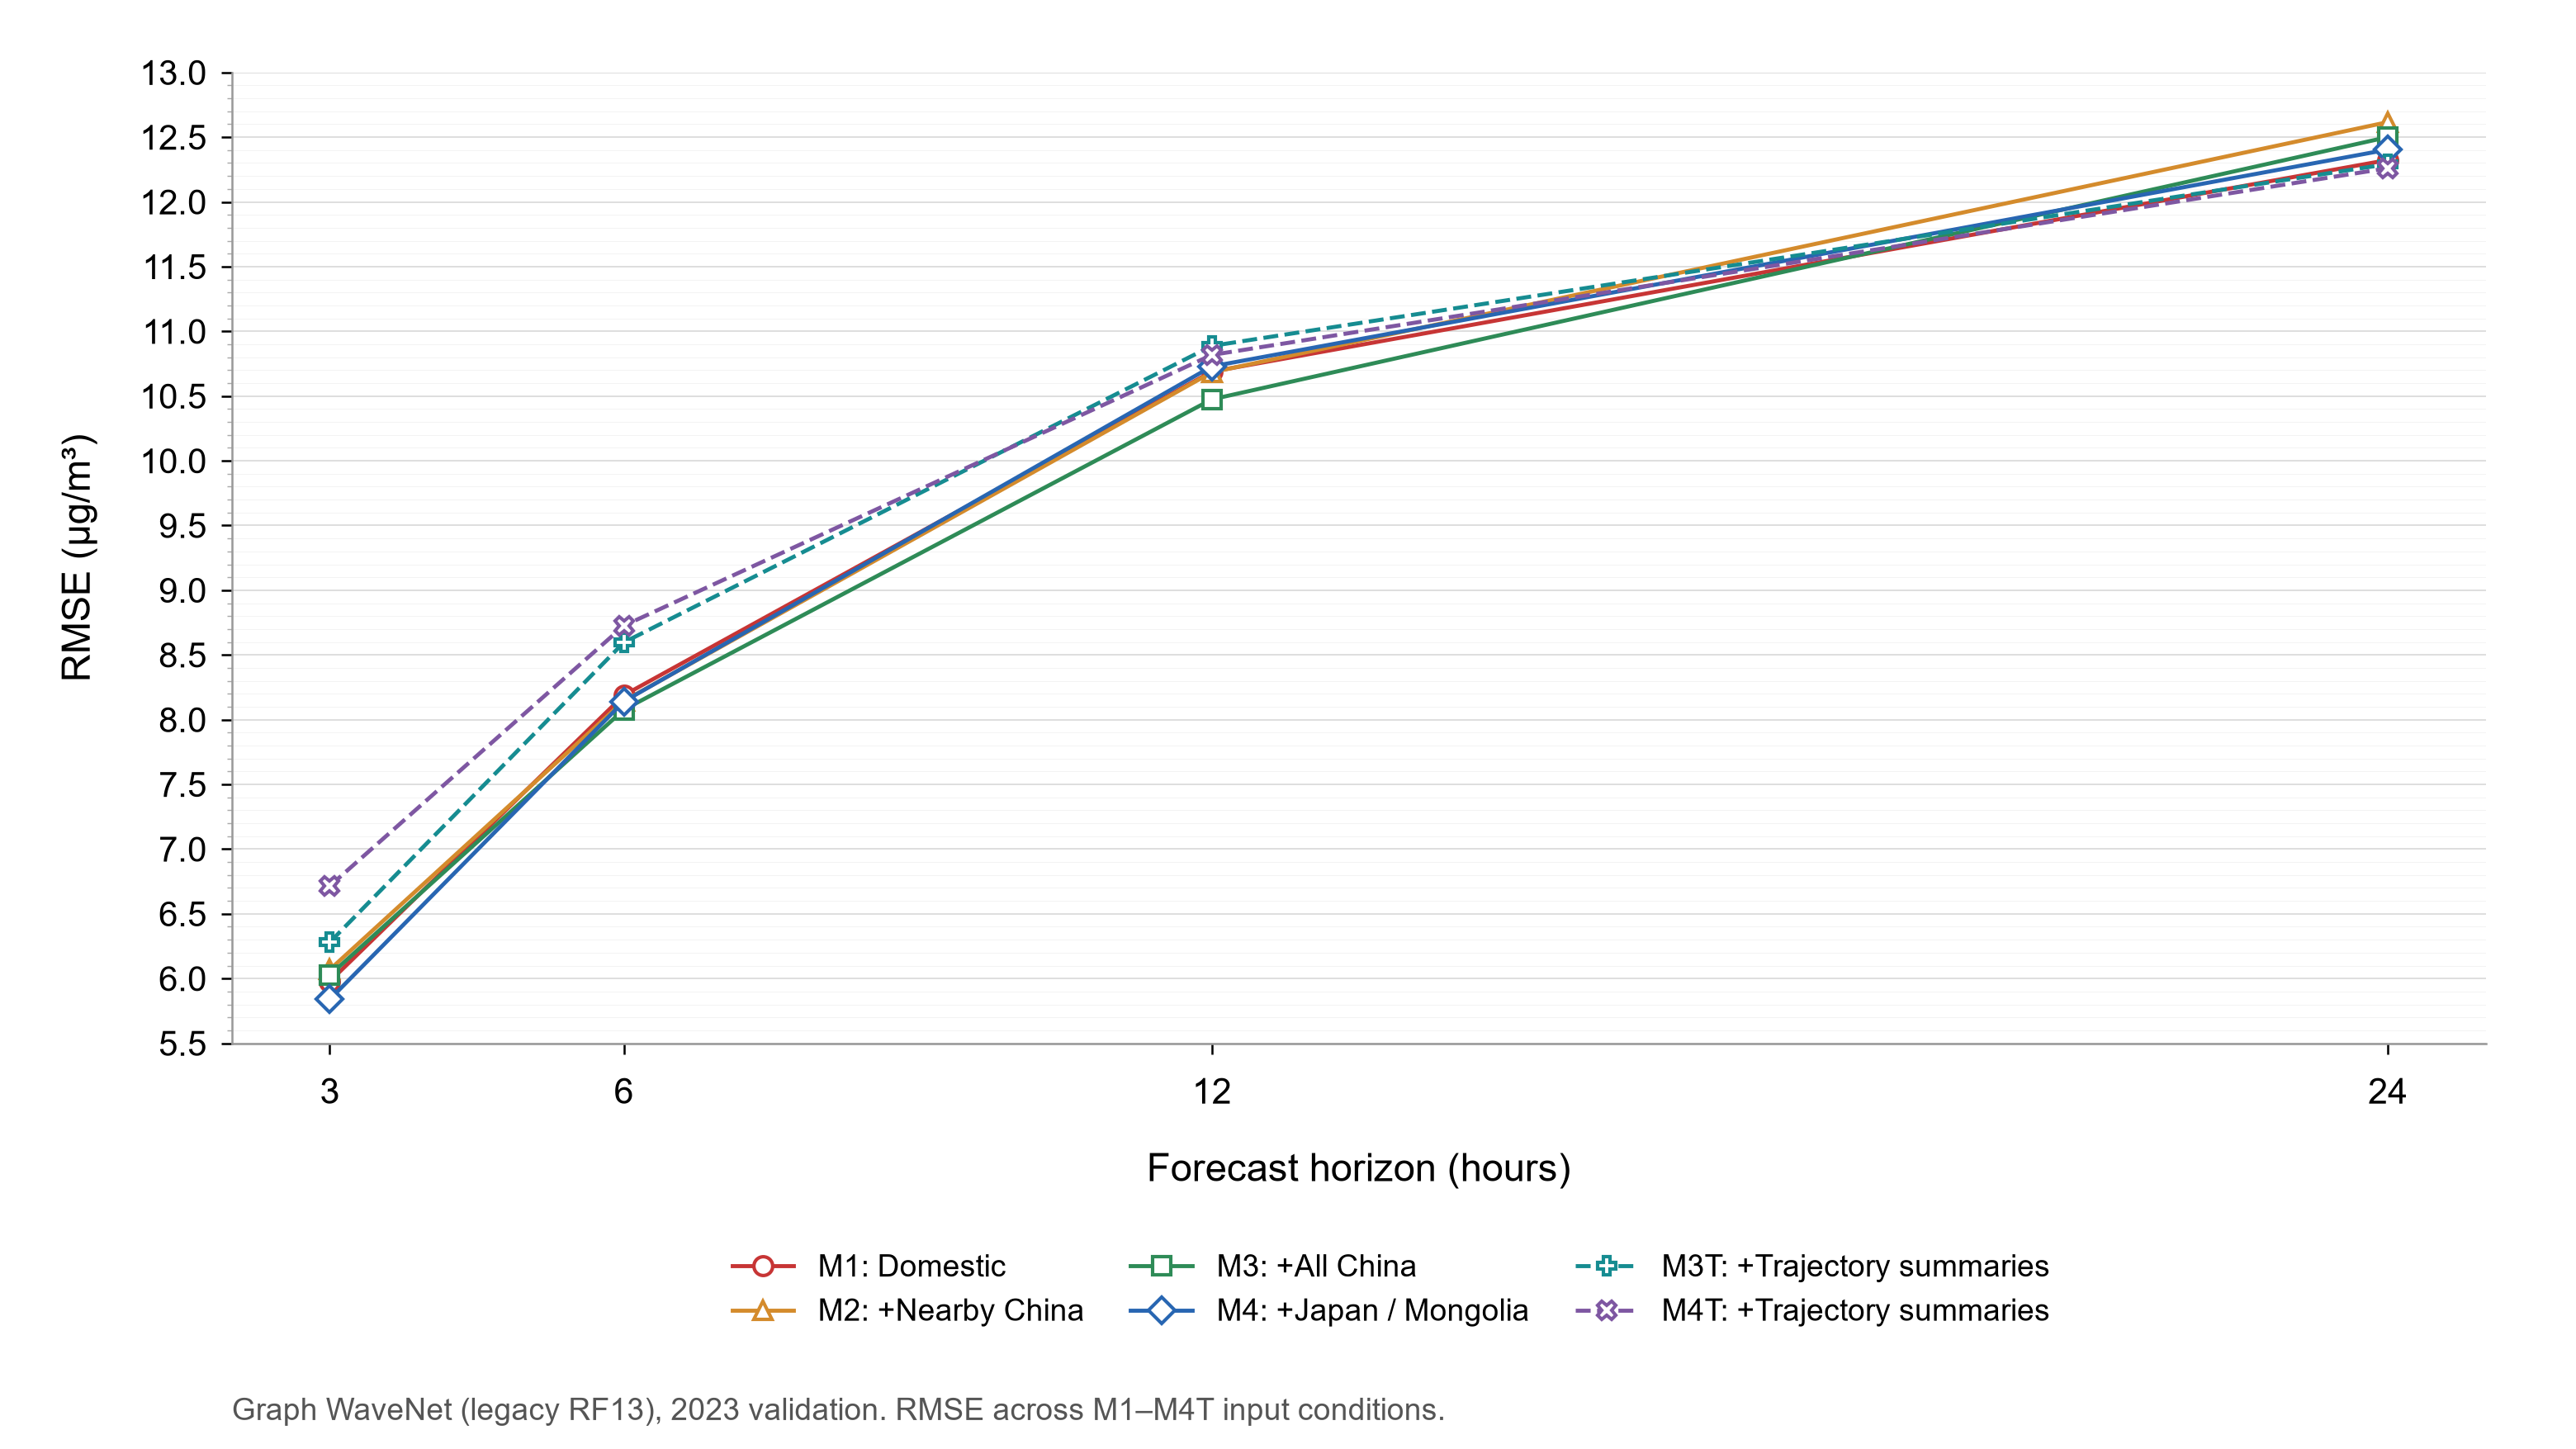 13.0
12.5
12.0
11.5
11.0
10.5
10.0
9.5
9.0
8.5
8.0
7.5
7.0
6.5
6.0
5.5
RMSE (µg/m³)
3 6 12 24
Forecast horizon (hours)
M1: Domestic M3: +All China M3T: +Trajectory summaries
M2: +Nearby China M4: +Japan / Mongolia M4T: +Trajectory summaries
Graph WaveNet (legacy RF13), 2023 validation. RMSE across M1–M4T input conditions.